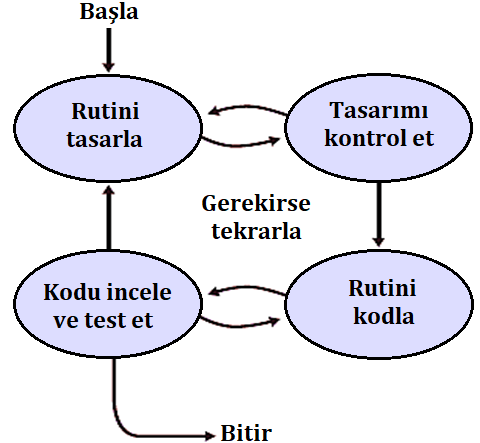 Başla
Rutini
tasarla
Tasarımı
kontrol et
Gerekirse
tekrarla
Kodu incele
ve test et
Rutini
kodla
Bitir